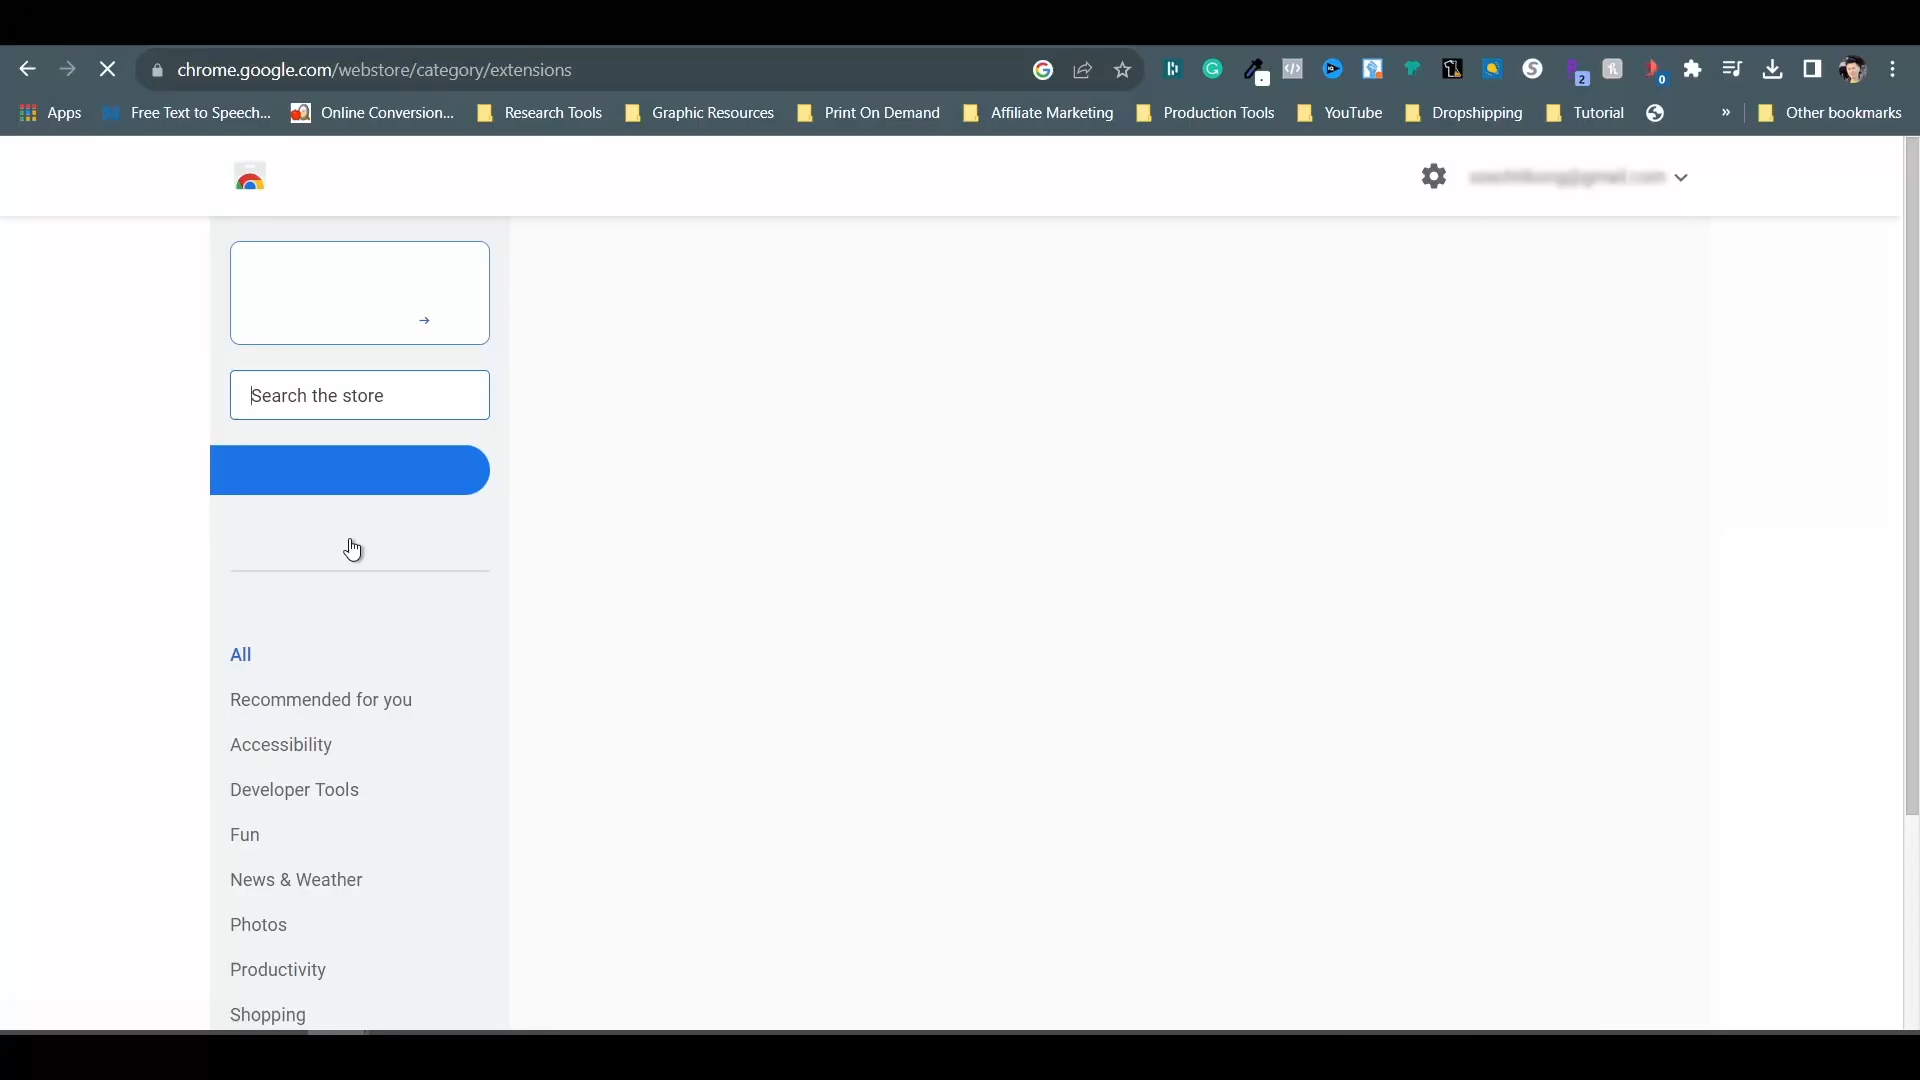 chrome.google.com/webstore/category/extensions
2
0
Apps
Free Text to Speech...
Online Conversion...
Research Tools
Graphic Resources
Print On Demand
Affiliate Marketing
Production Tools
YouTube
Dropshipping
Tutorial
»
Other bookmarks
Search the store
All
Recommended for you
Accessibility
Developer Tools
Fun
News & Weather
Photos
Productivity
Shopping